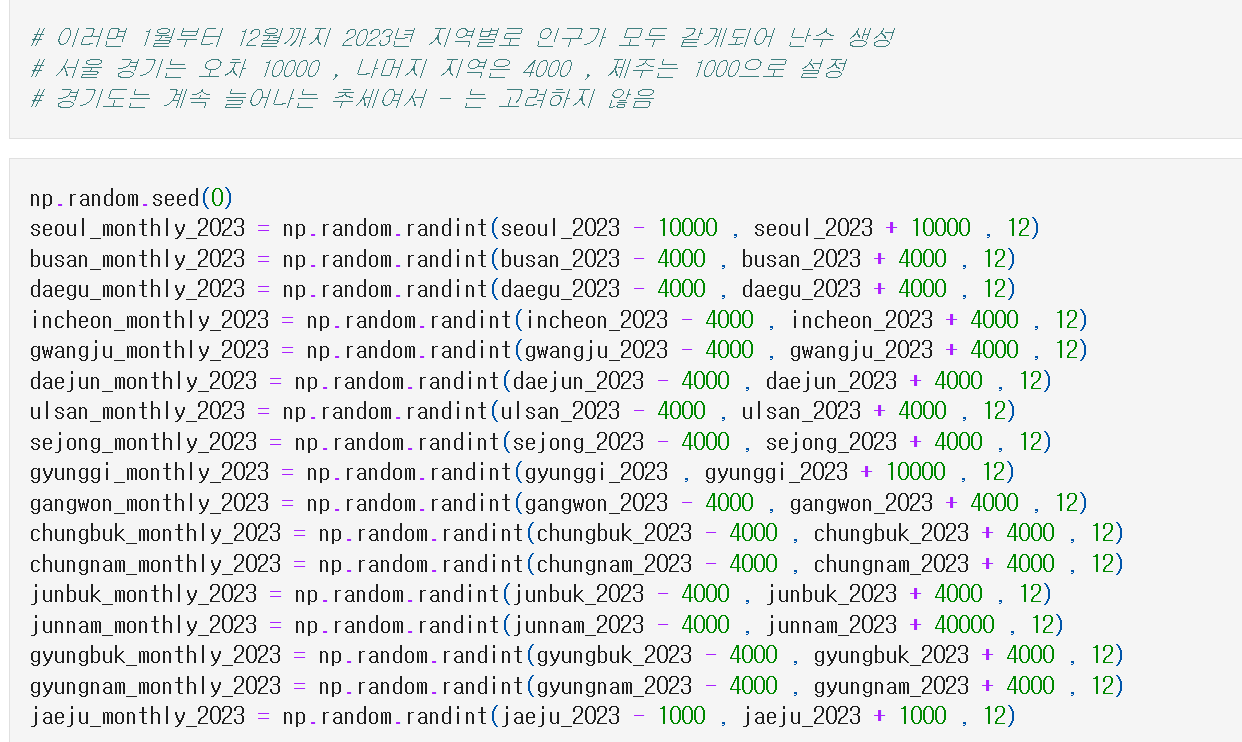 # 이러면 1월부터 12월까지 2023년 지역별로 인구가 모두 같게되어 난수 생성
# 서울 경기는 오차 10000 , 나머지 지역은 4000 , 제주는 1000으로 설정
# 경기도는 계속 늘어나는 추세여서 - 는 고려하지 않음
np.random.seed(0)
seoul_monthly_2023 = np.random.randint(seoul_2023 - 10000 , seoul_2023 + 10000 , 12)
busan_monthly_2023 = np.random.randint(busan_2023 - 4000 , busan_2023 + 4000 , 12)
daegu_monthly_2023 = np.random.randint(daegu_2023 - 4000 , daegu_2023 + 4000 , 12)
incheon_monthly_2023 = np.random.randint(incheon_2023 - 4000 , incheon_2023 + 4000 , 12)
gwangju_monthly_2023 = np.random.randint(gwangju_2023 - 4000 , gwangju_2023 + 4000 , 12)
daejun_monthly_2023 = np.random.randint(daejun_2023 - 4000 , daejun_2023 + 4000 , 12)
ulsan_monthly_2023 = np.random.randint(ulsan_2023 - 4000 , ulsan_2023 + 4000 , 12)
sejong_monthly_2023 = np.random.randint(sejong_2023 - 4000 , sejong_2023 + 4000 , 12)
gyunggi_monthly_2023 = np.random.randint(gyunggi_2023 , gyunggi_2023 + 10000 , 12)
gangwon_monthly_2023 = np.random.randint(gangwon_2023 - 4000 , gangwon_2023 + 4000 , 12)
chungbuk_monthly_2023 = np.random.randint(chungbuk_2023 - 4000 , chungbuk_2023 + 4000 , 12)
chungnam_monthly_2023 = np.random.randint(chungnam_2023 - 4000 , chungnam_2023 + 4000 , 12)
junbuk_monthly_2023 = np.random.randint(junbuk_2023 - 4000 , junbuk_2023 + 4000 , 12)
junnam_monthly_2023 = np.random.randint(junnam_2023 - 4000 , junnam_2023 + 40000 , 12)
gyungbuk_monthly_2023 = np.random.randint(gyungbuk_2023 - 4000 , gyungbuk_2023 + 4000 , 12)
gyungnam_monthly_2023 = np.random.randint(gyungnam_2023 - 4000 , gyungnam_2023 + 4000 , 12)
jaeju_monthly_2023 = np.random.randint(jaeju_2023 - 1000 , jaeju_2023 + 1000 , 12)